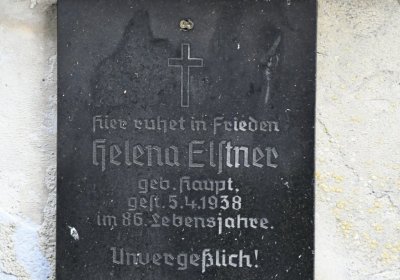 Hier ruhet in Frieden
Helena Elſtner
geb. Haupt,
geſt. 5.4.1938
im 86. Lebensjahre.
Unvergeßlich!